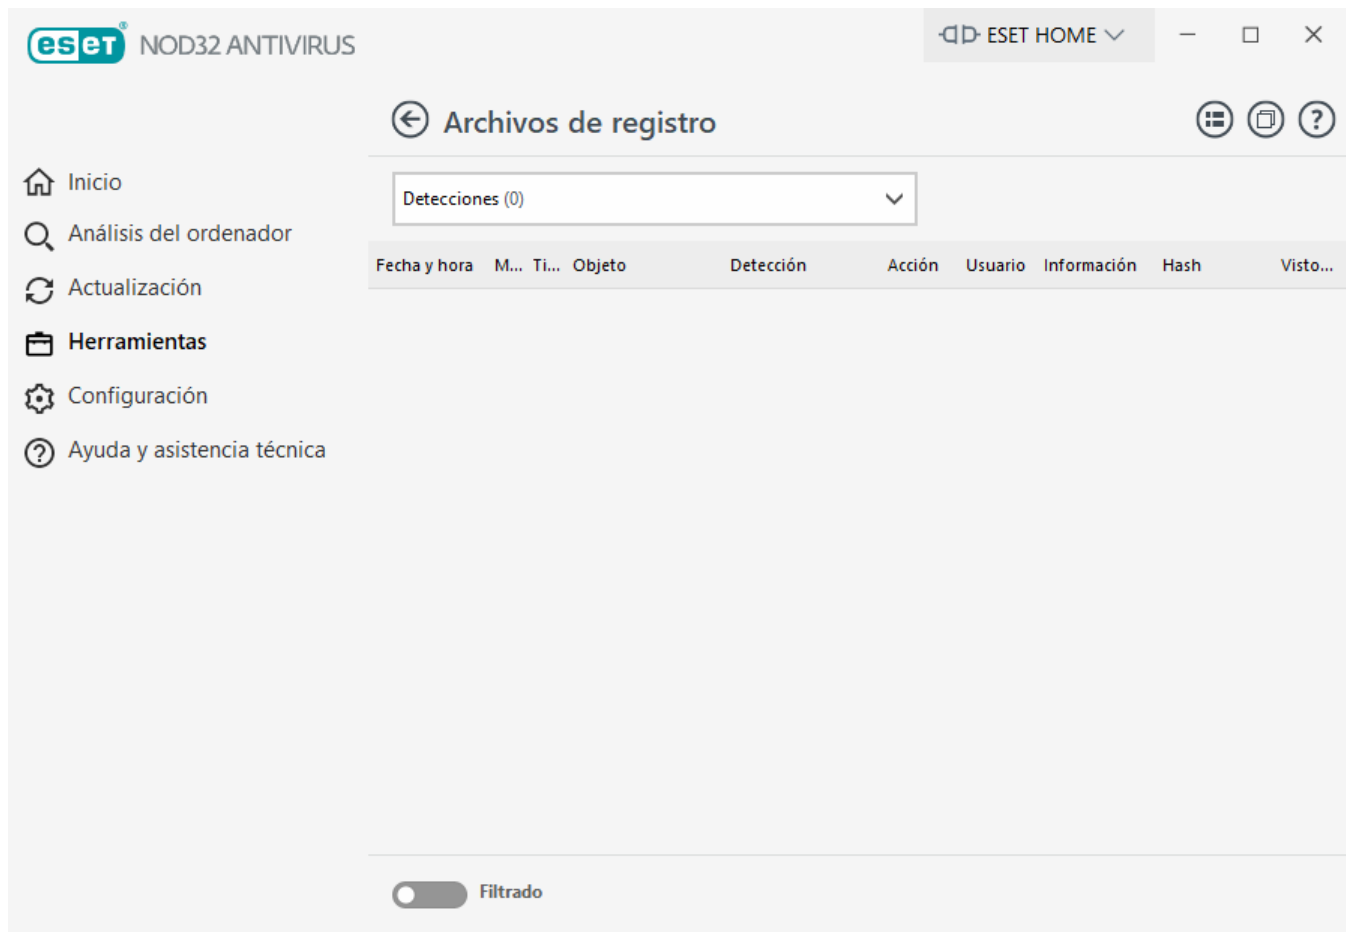 eseT® NOD32 ANTIVIRUS
ESET HOME
Archivos de registro
Inicio
Análisis del ordenador
Actualización
Herramientas
Configuración
Ayuda y asistencia técnica
Detecciones (0)
Fecha y hora M... Ti... Objeto Detección Acción Usuario Información Hash Visto...
Filtrado